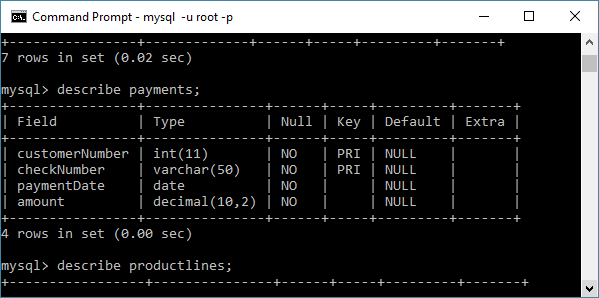 Command Prompt - mysql -u root -p
+----------------+-------------+------+-----+---------+-------+
7 rows in set (0.02 sec)
mysql> describe payments;
+----------------+---------------+------+-----+---------+-------+
| Field          | Type          | Null | Key | Default | Extra |
+----------------+---------------+------+-----+---------+-------+
| customerNumber | int(11)       | NO   | PRI | NULL    |       |
| checkNumber    | varchar(50)   | NO   | PRI | NULL    |       |
| paymentDate    | date          | NO   |     | NULL    |       |
| amount         | decimal(10,2) | NO   |     | NULL    |       |
+----------------+---------------+------+-----+---------+-------+
4 rows in set (0.00 sec)
mysql> describe productlines;
+-----------------+---------------+------+-----+---------+-------+